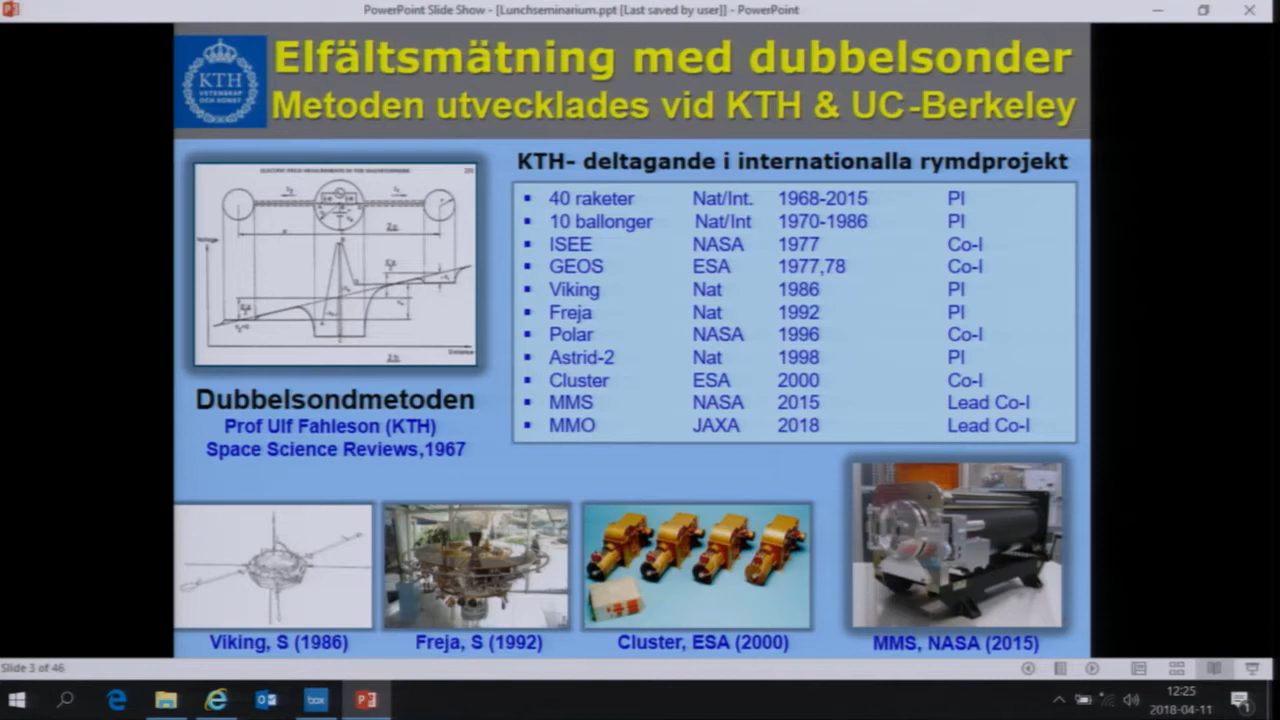 PowerPoint Slide Show - [Lunchseminarium.ppt [Last saved by user]] - PowerPoint
KTH
VETENSKAP
OCH KONST
Elfältsmätning med dubbelsonder
Metoden utvecklades vid KTH & UC-Berkeley
KTH- deltagande i internationalla rymdprojekt
▪ 40 raketer Nat/Int. 1968-2015 PI
▪ 10 ballonger Nat/Int 1970-1986 PI
▪ ISEE NASA 1977 Co-I
▪ GEOS ESA 1977,78 Co-I
▪ Viking Nat 1986 PI
▪ Freja Nat 1992 PI
▪ Polar NASA 1996 Co-I
▪ Astrid-2 Nat 1998 PI
▪ Cluster ESA 2000 Co-I
▪ MMS NASA 2015 Lead Co-I
▪ MMO JAXA 2018 Lead Co-I
Dubbelsondmetoden
Prof Ulf Fahleson (KTH)
Space Science Reviews,1967
Viking, S (1986)
Freja, S (1992)
Cluster, ESA (2000)
MMS, NASA (2015)
Slide 3 of 46
box
12:25
2018-04-11
1